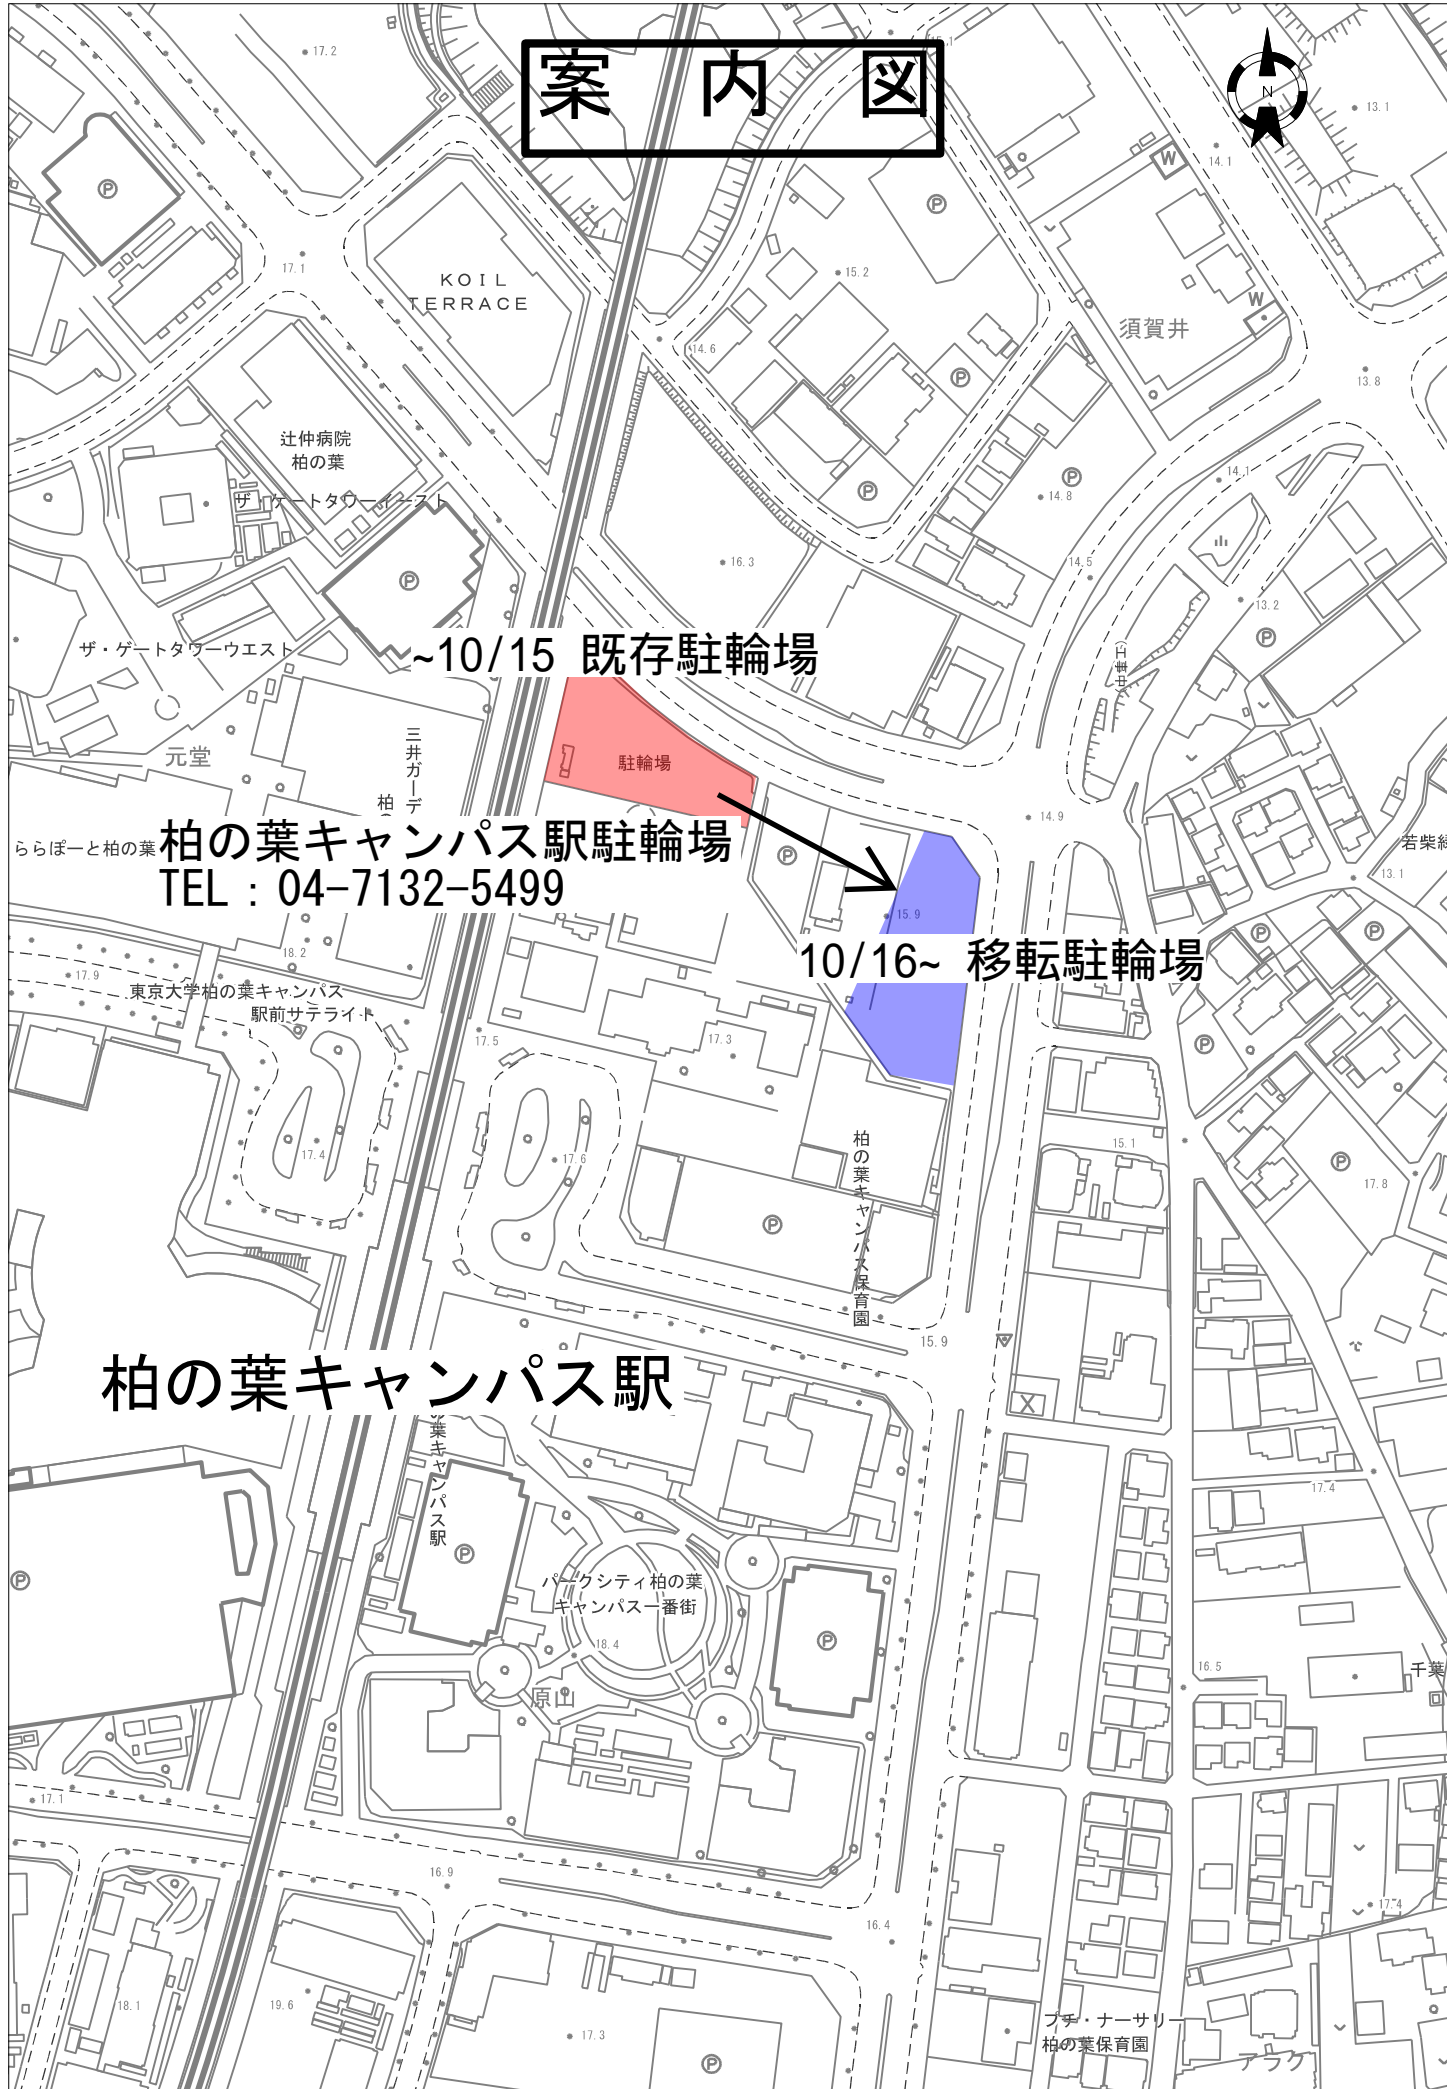 案内図
N
17.2
15.1
13.1
14.1
W
P
P
17.1
KOIL
TERRACE
15.2
W
須賀井
14.6
13.8
P
辻仲病院
柏の葉
ザ・ゲートタワーイースト
P
P
14.8
14.1
16.3
14.5
P
13.2
P
ザ・ゲートタワーウエスト
~10/15 既存駐輪場
(工事中)
元堂
三井ガーデ
駐輪場
柏の
14.9
ららぽーと柏の葉
柏の葉キャンパス駅駐輪場
TEL：04-7132-5499
P
若柴
13.1
15.9
P
P
18.2
10/16~ 移転駐輪場
17.9
東京大学柏の葉キャンパス
駅前サテライト
17.5
17.3
P
柏の葉キャンパス保育園
15.1
17.4
17.6
P
17.8
P
15.9
柏の葉キャンパス駅
X
葉キャンパス駅
17.4
P
P
パークシティ柏の葉
キャンパス一番街
P
18.4
16.5
千葉
原山
17.1
16.9
17.4
16.4
18.1
19.6
17.3
プチ・ナーサリー
柏の葉保育園
アラク
P